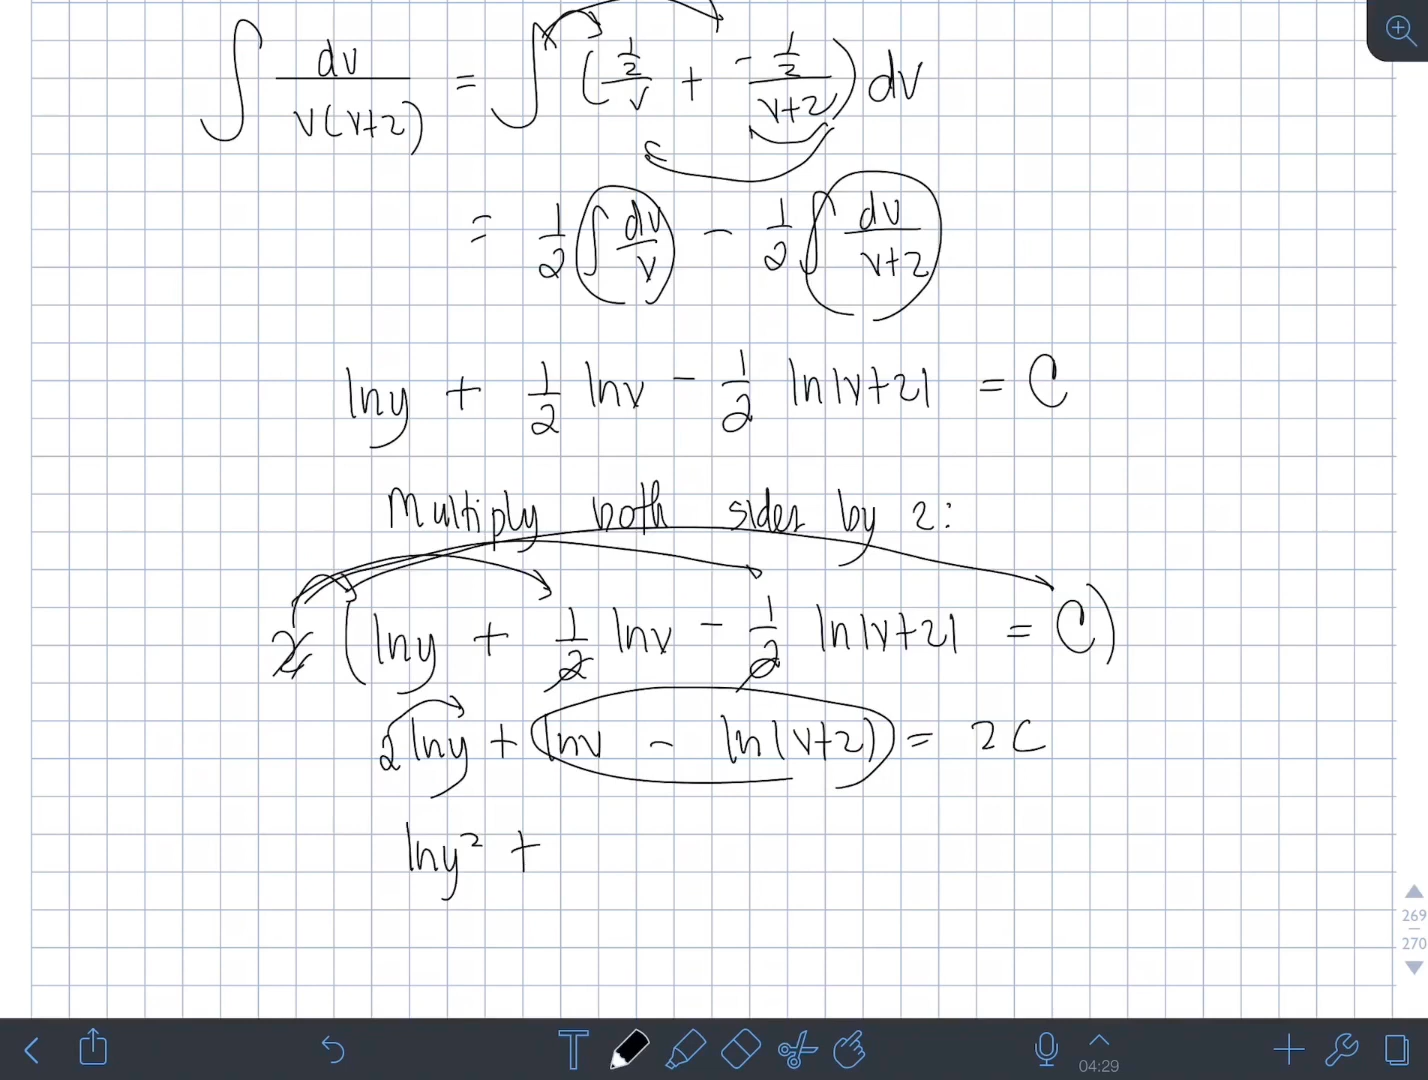 ∫ dv/v(v+2) = ∫ (½/v + -½/v+2) dv
= 1/2 ∫ dv/v - 1/2 ∫ dv/v+2
lny + 1/2 lnv - 1/2 ln|v+2| = C
Multiply both sides by 2:
2 (lny + 1/2 lnv - 1/2 ln|v+2| = C)
2lny + (lnv - ln(v+2)) = 2C
lny² +
269
270
T
04:29